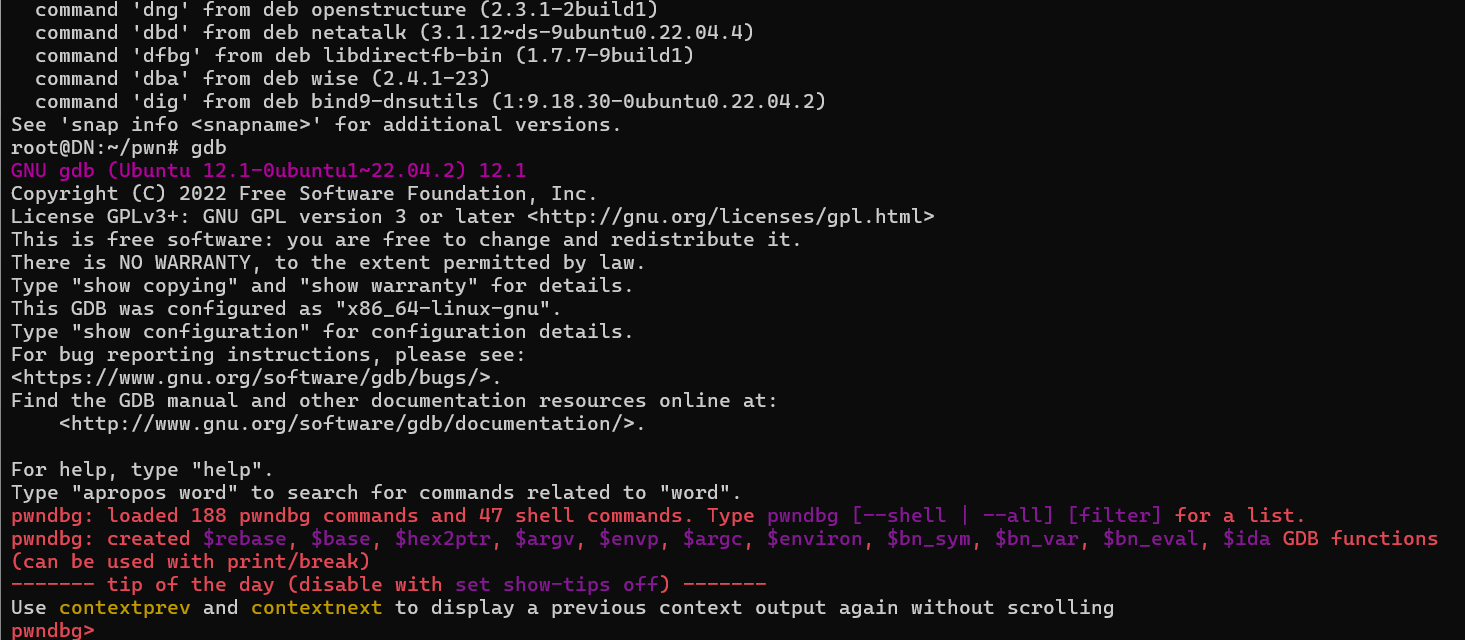 command 'dng' from deb openstructure (2.3.1-2build1)
command 'dbd' from deb netatalk (3.1.12~ds-9ubuntu0.22.04.4)
command 'dfbg' from deb libdirectfb-bin (1.7.7-9build1)
command 'dba' from deb wise (2.4.1-23)
command 'dig' from deb bind9-dnsutils (1:9.18.30-0ubuntu0.22.04.2)
See 'snap info <snapname>' for additional versions.
root@DN:~/pwn# gdb
GNU gdb (Ubuntu 12.1-0ubuntu1~22.04.2) 12.1
Copyright (C) 2022 Free Software Foundation, Inc.
License GPLv3+: GNU GPL version 3 or later <http://gnu.org/licenses/gpl.html>
This is free software: you are free to change and redistribute it.
There is NO WARRANTY, to the extent permitted by law.
Type "show copying" and "show warranty" for details.
This GDB was configured as "x86_64-linux-gnu".
Type "show configuration" for configuration details.
For bug reporting instructions, please see:
<https://www.gnu.org/software/gdb/bugs/>.
Find the GDB manual and other documentation resources online at:
    <http://www.gnu.org/software/gdb/documentation/>.

For help, type "help".
Type "apropos word" to search for commands related to "word".
pwndbg: loaded 188 pwndbg commands and 47 shell commands. Type pwndbg [--shell | --all] [filter] for a list.
pwndbg: created $rebase, $base, $hex2ptr, $argv, $envp, $argc, $environ, $bn_sym, $bn_var, $bn_eval, $ida GDB functions
(can be used with print/break)
------- tip of the day (disable with set show-tips off) -------
Use contextprev and contextnext to display a previous context output again without scrolling
pwndbg>